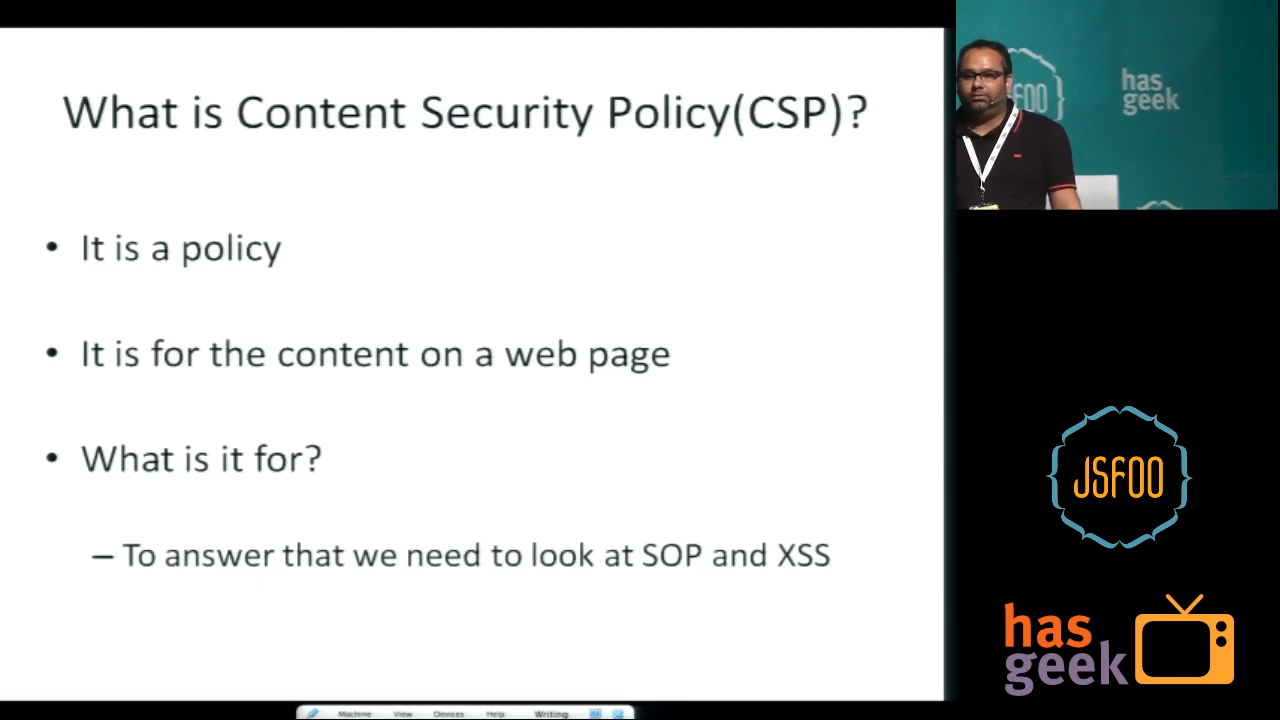 What is Content Security Policy(CSP)?
• It is a policy
• It is for the content on a web page
• What is it for?
– To answer that we need to look at SOP and XSS
has
geek
JSFOO
has
geek
Machine View Devices Help Writing